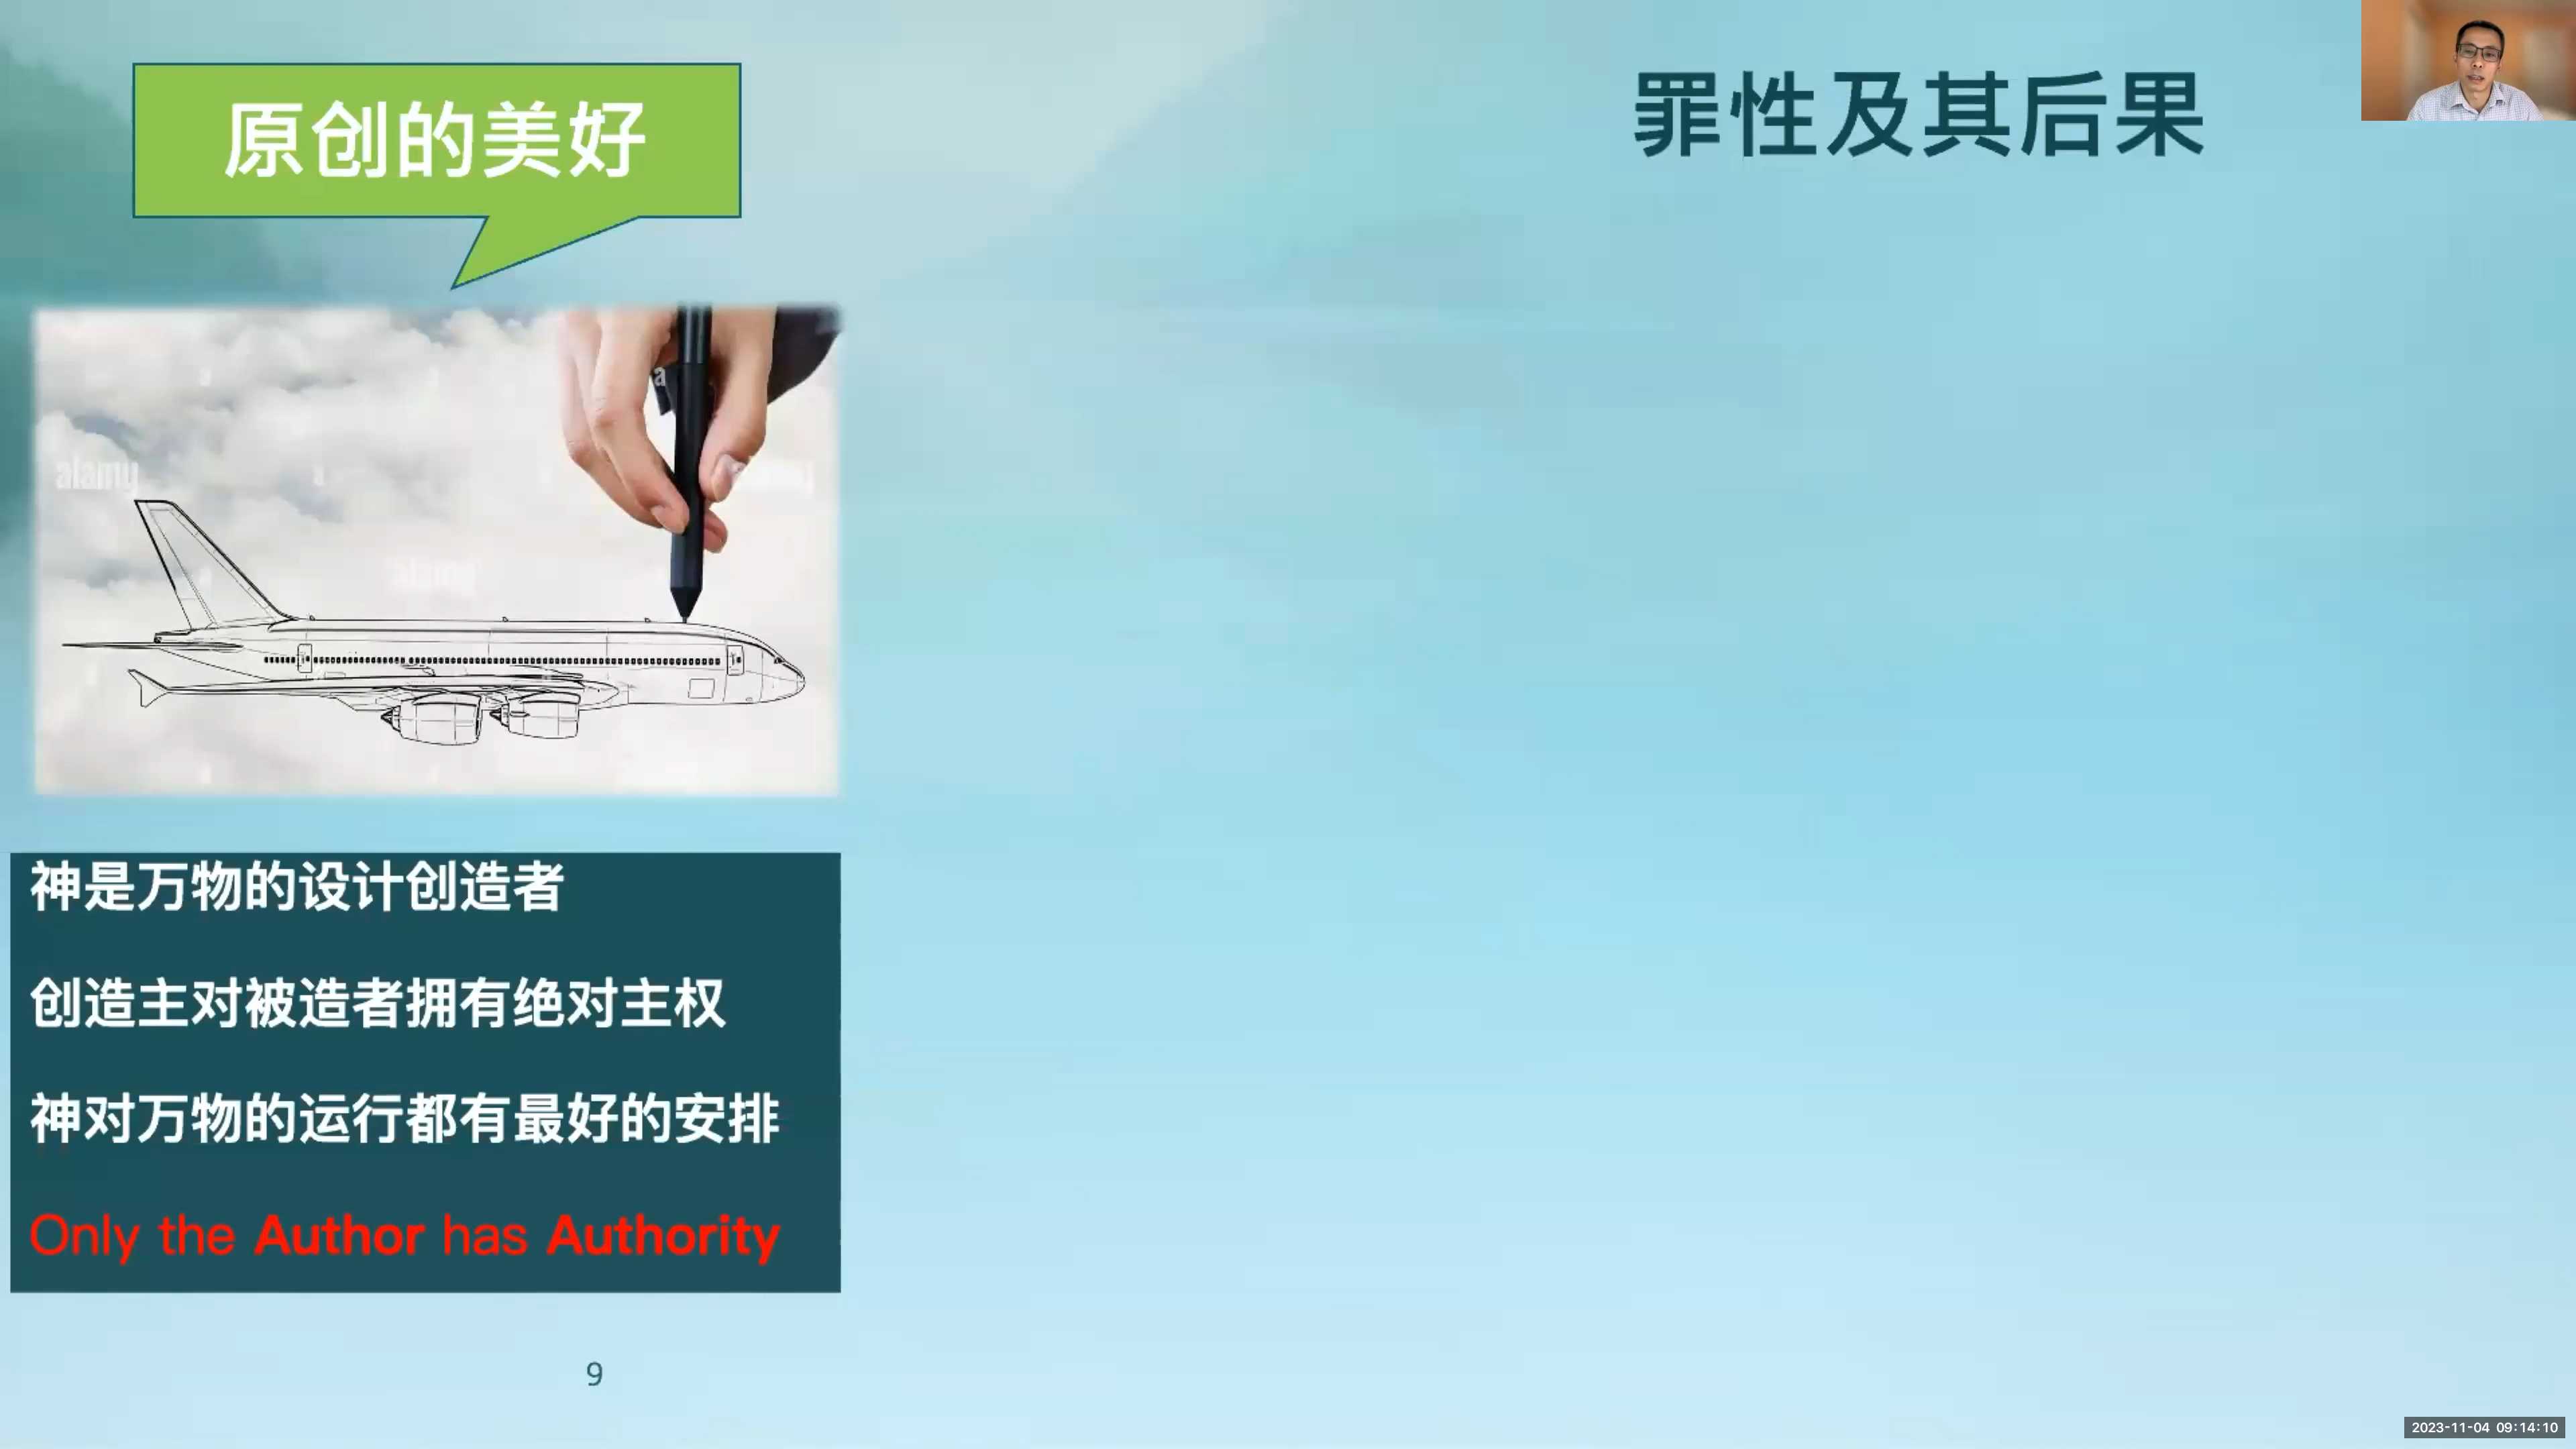 原创的美好
罪性及其后果
alamy
alamy
神是万物的设计创造者
创造主对被造者拥有绝对主权
神对万物的运行都有最好的安排
Only the Author has Authority
9
2023-11-04 09:14:10